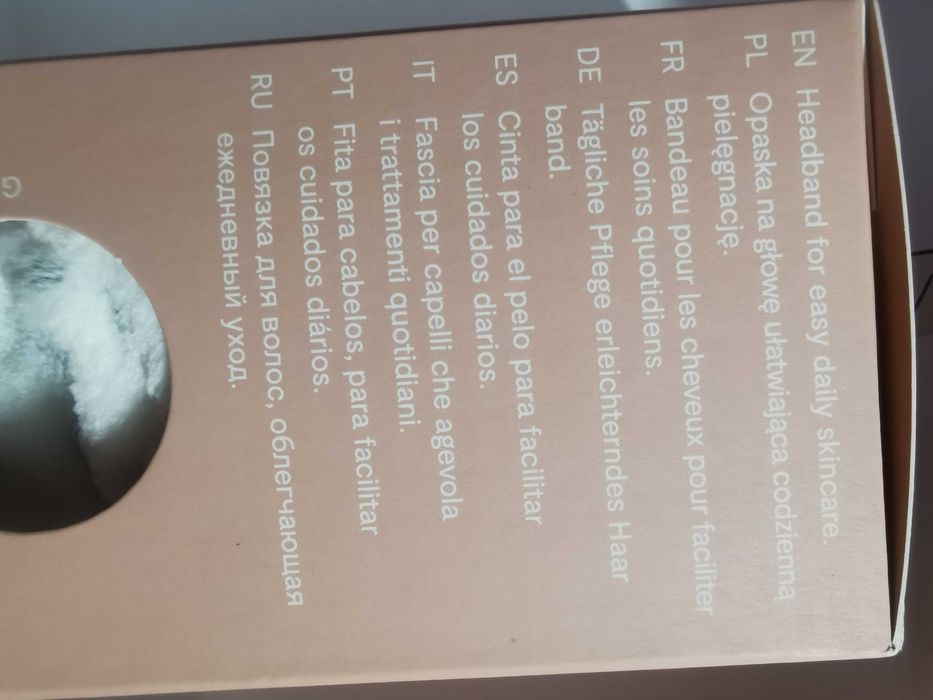 EN Headband for easy daily skincare.
PL Opaska na głowę ułatwiająca codzienną
pielęgnację.
FR Bandeau pour les cheveux pour faciliter
les soins quotidiens.
DE Tägliche Pflege erleichterndes Haar
band.
ES Cinta para el pelo para facilitar
los cuidados diarios.
IT Fascia per capelli che agevola
i trattamenti quotidiani.
PT Fita para cabelos, para facilitar
os cuidados diários.
RU Повязка для волос, облегчающая
ежедневный уход.
G